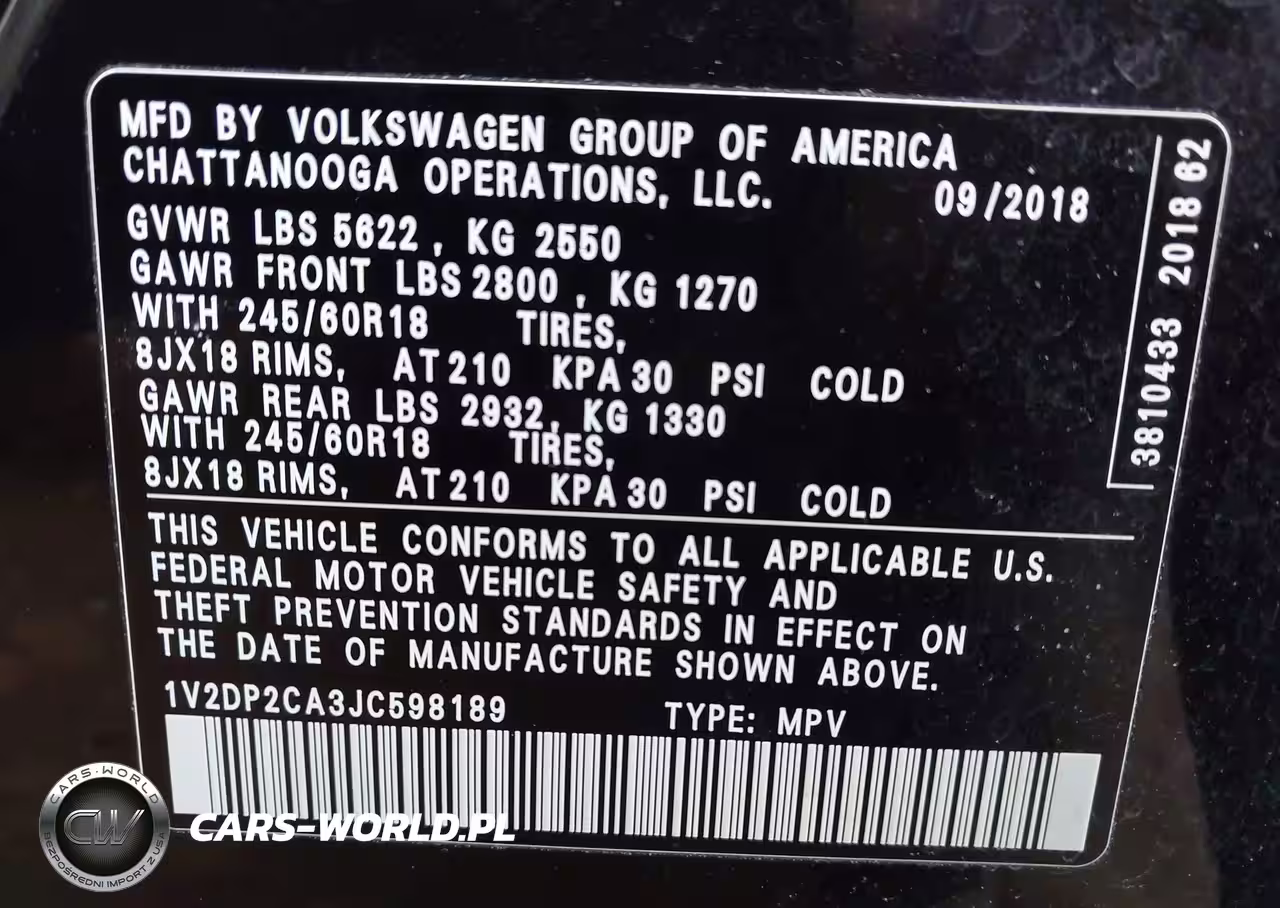 MFD BY VOLKSWAGEN GROUP OF AMERICA
CHATTANOOGA OPERATIONS, LLC. 09/2018
GVWR LBS 5622, KG 2550
GAWR FRONT LBS 2800, KG 1270
WITH 245/60R18 TIRES,
8JX18 RIMS, AT 210 KPA 30 PSI COLD
GAWR REAR LBS 2932, KG 1330
WITH 245/60R18 TIRES,
8JX18 RIMS, AT 210 KPA 30 PSI COLD
3810433 2018 62
THIS VEHICLE CONFORMS TO ALL APPLICABLE U.S.
FEDERAL MOTOR VEHICLE SAFETY AND
THEFT PREVENTION STANDARDS IN EFFECT ON
THE DATE OF MANUFACTURE SHOWN ABOVE.
1V2DP2CA3JC598189 TYPE: MPV
CARS-WORLD
CW
BEZPOŚREDNI IMPORT Z USA
CARS-WORLD.PL